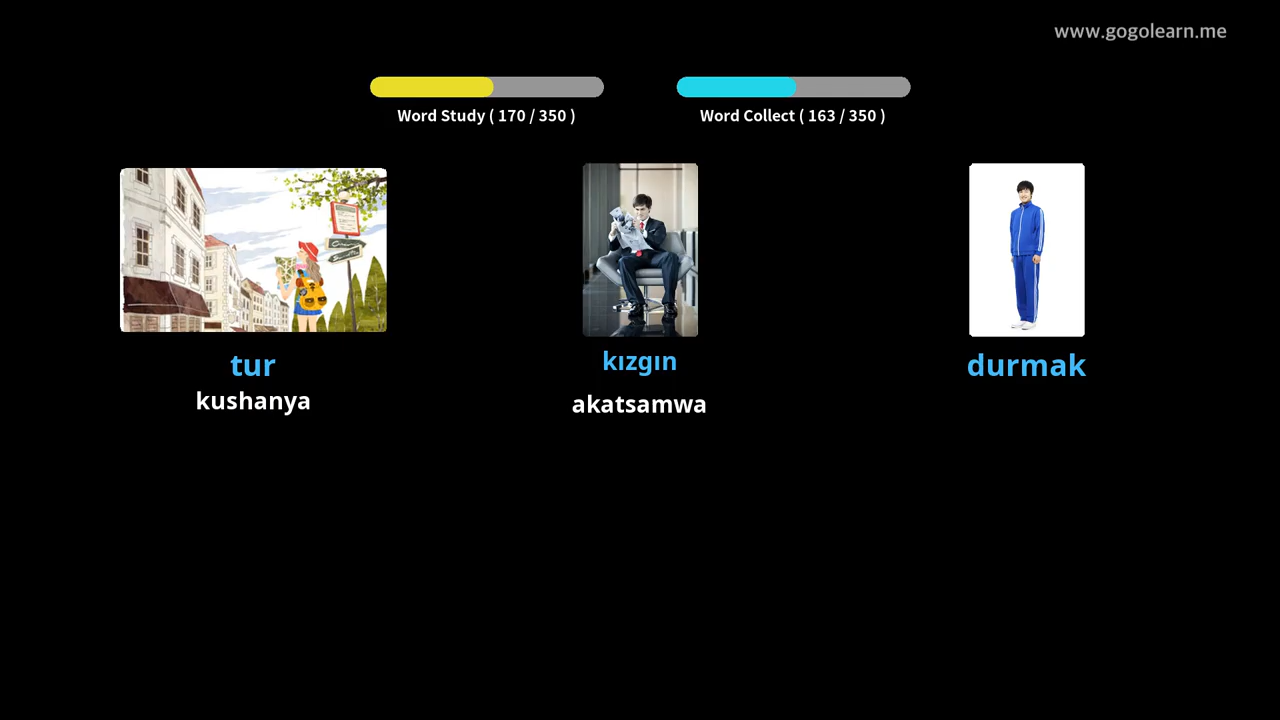 www.gogolearn.me
Word Study ( 170 / 350 )
Word Collect ( 163 / 350 )
tur
kushanya
kızgın
akatsamwa
durmak